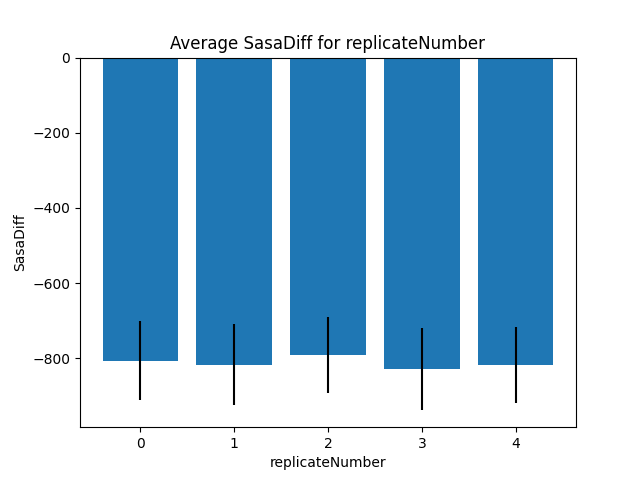 Average SasaDiff for replicateNumber
0
−200
−400
−600
−800
SasaDiff
0 1 2 3 4
replicateNumber